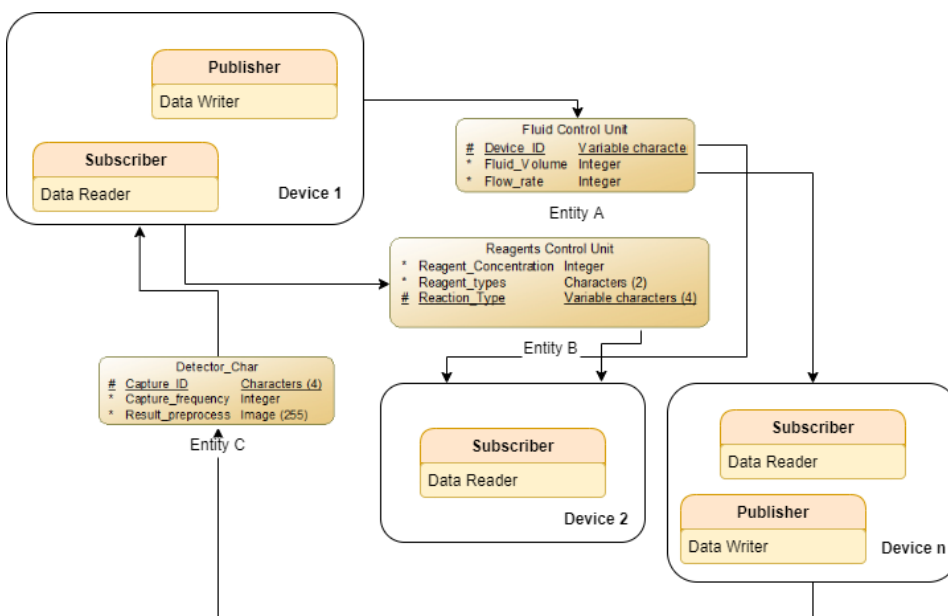 Publisher
Data Writer
Subscriber
Data Reader
Device 1
Fluid Control Unit
# Device_ID Variable characte
* Fluid_Volume Integer
* Flow_rate Integer
Entity A
Reagents Control Unit
* Reagent_Concentration Integer
* Reagent_types Characters (2)
# Reaction_Type Variable characters (4)
Entity B
Detector_Char
# Capture_ID Characters (4)
* Capture_frequency Integer
* Result_preprocess Image (255)
Entity C
Subscriber
Data Reader
Device 2
Subscriber
Data Reader
Publisher
Data Writer
Device n